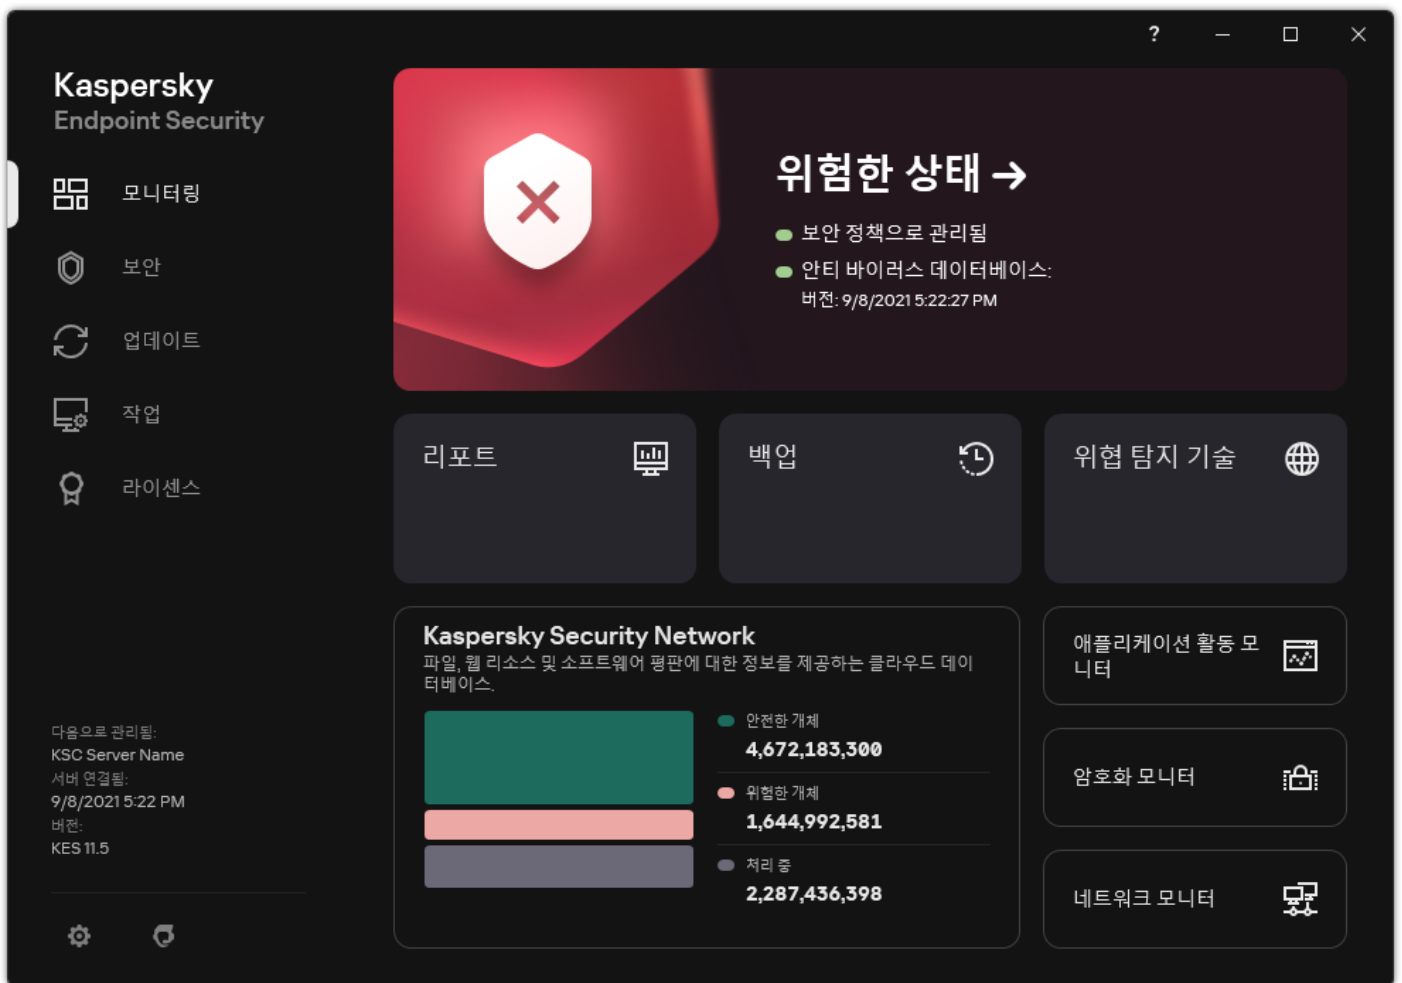 ?
Kaspersky
Endpoint Security
모니터링
보안
업데이트
작업
라이센스
다음으로 관리됨:
KSC Server Name
서버 연결됨:
9/8/2021 5:22 PM
버전:
KES 11.5
위험한 상태
보안 정책으로 관리됨
안티 바이러스 데이터베이스:
버전: 9/8/2021 5:22:27 PM
리포트
백업
위협 탐지 기술
Kaspersky Security Network
파일, 웹 리소스 및 소프트웨어 평판에 대한 정보를 제공하는 클라우드 데이
터베이스.
안전한 개체
4,672,183,300
위험한 개체
1,644,992,581
처리 중
2,287,436,398
애플리케이션 활동 모
니터
암호화 모니터
네트워크 모니터